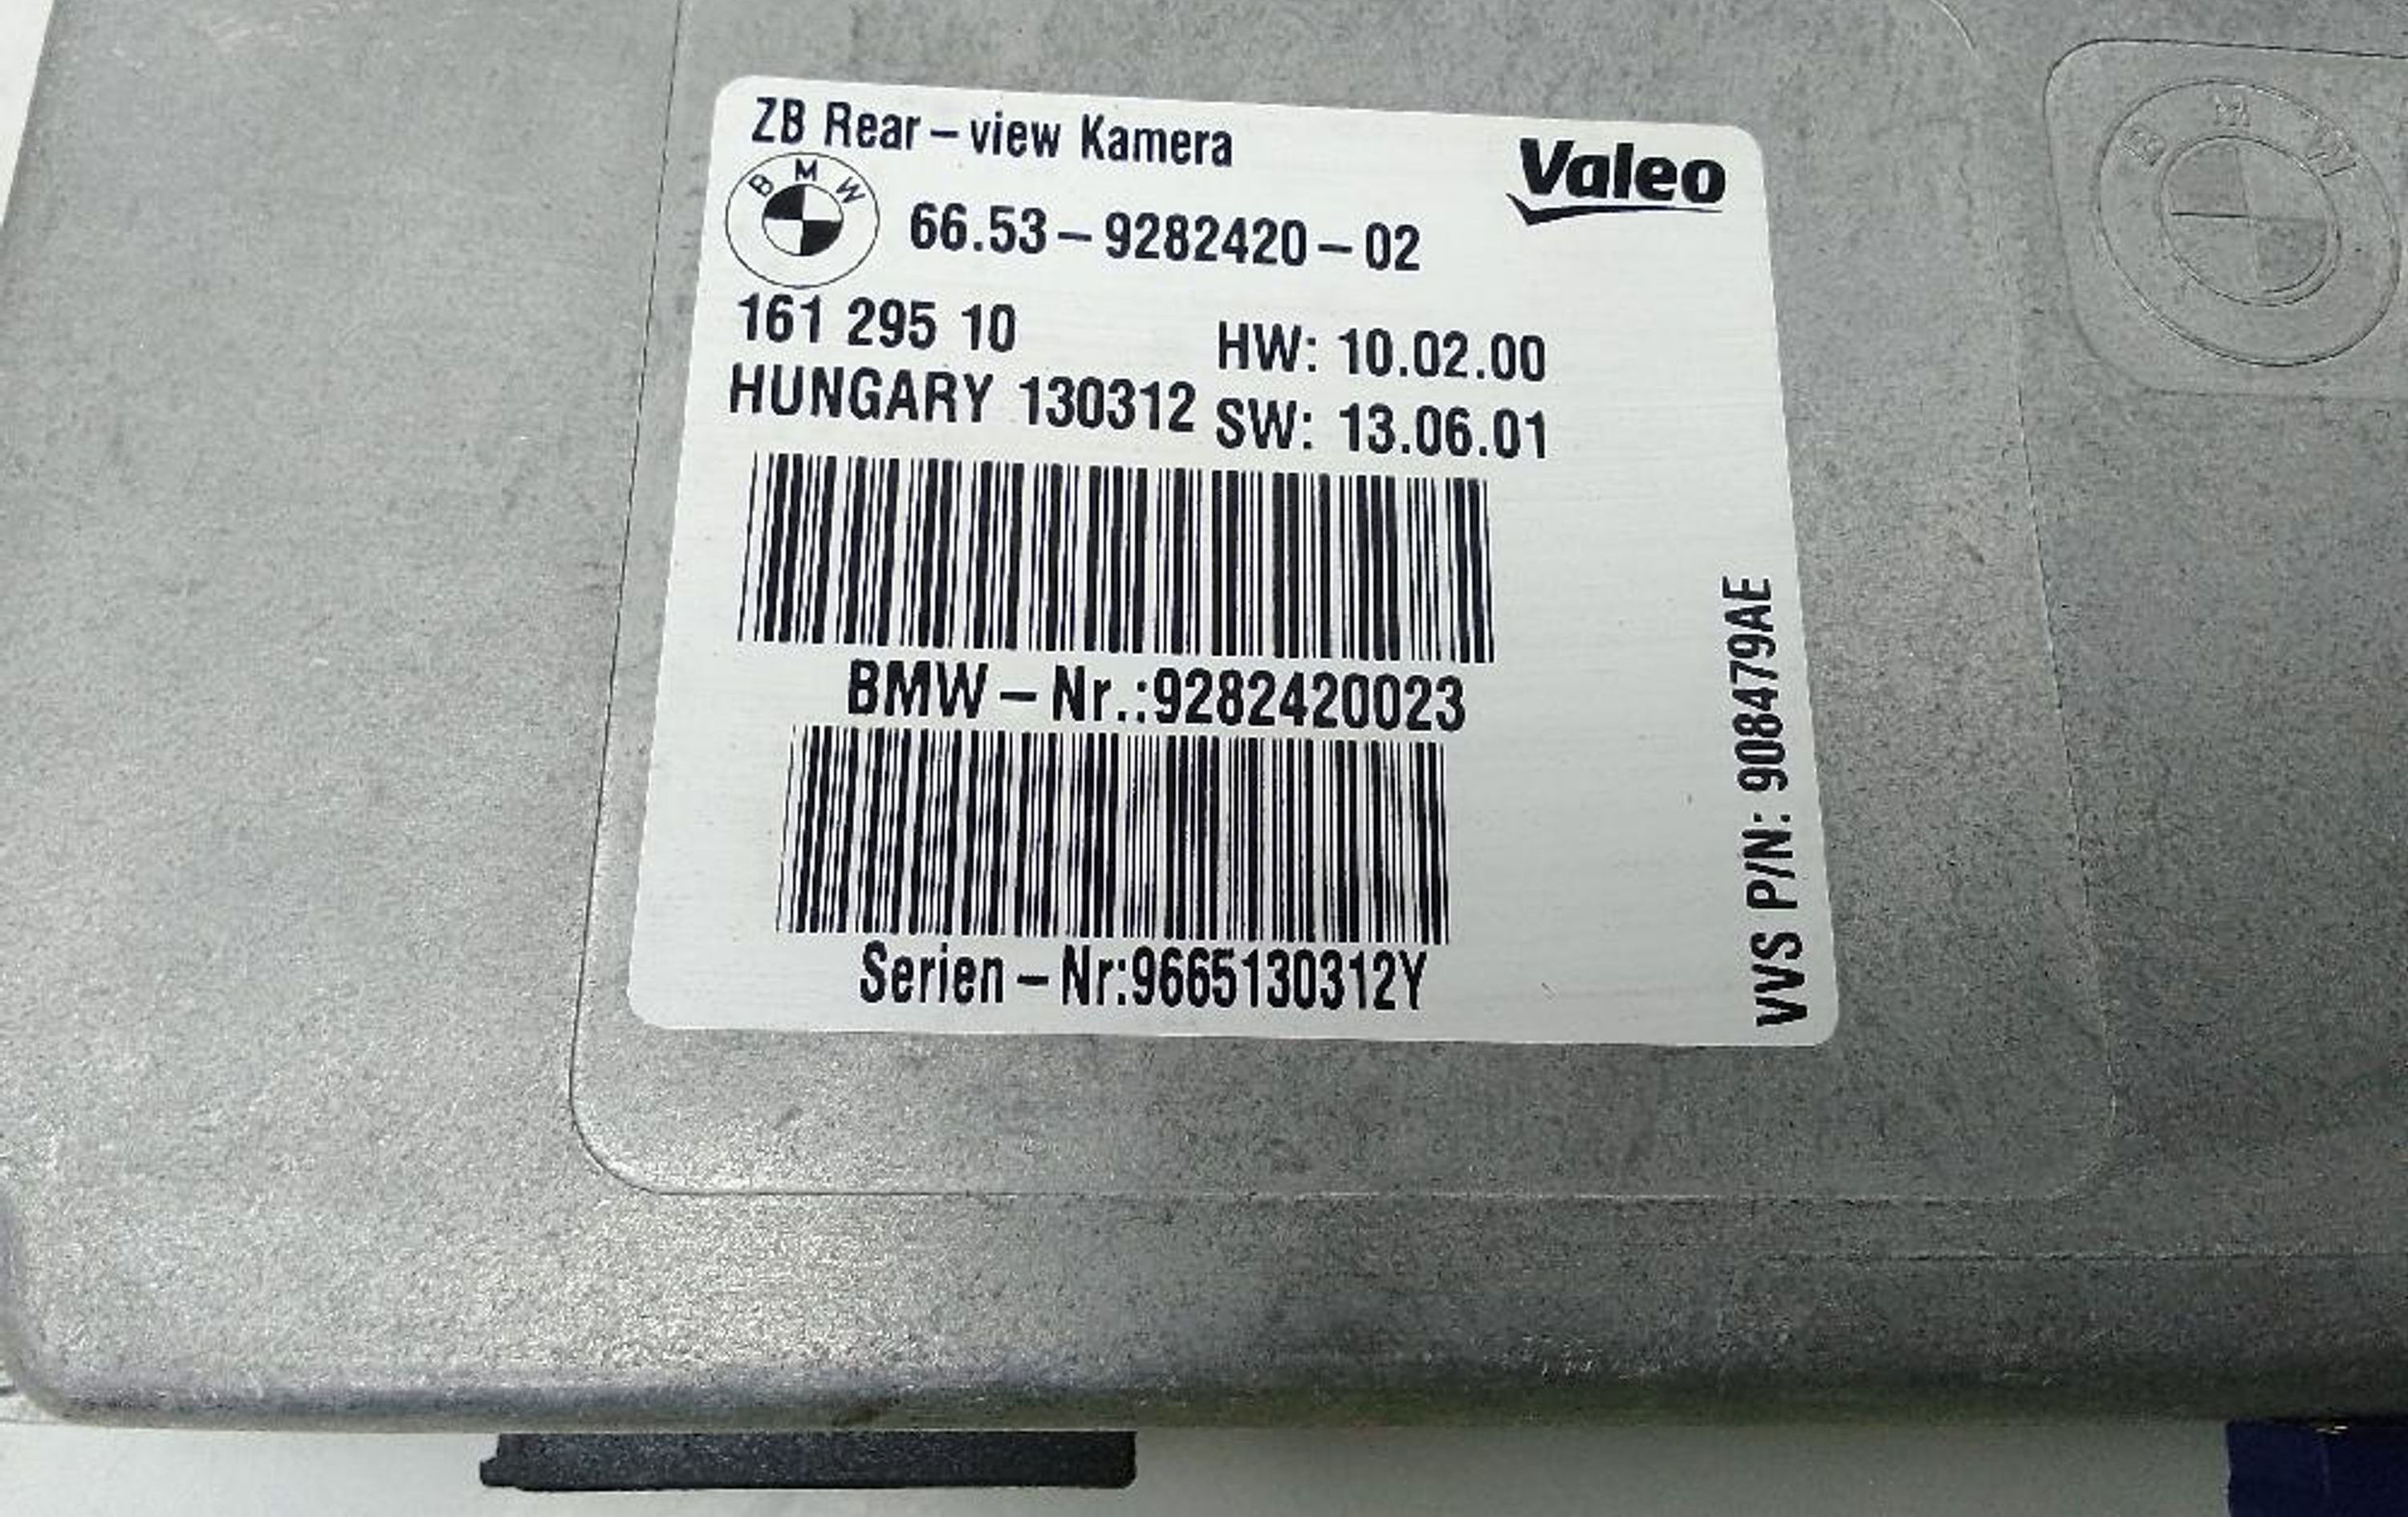 ZB Rear-view Kamera
Valeo
BMW
66.53-9282420-02
161 295 10
HW: 10.02.00
HUNGARY 130312
SW: 13.06.01
BMW-Nr.:9282420023
Serien-Nr:9665130312Y
VVS P/N: 908479AE
BMW